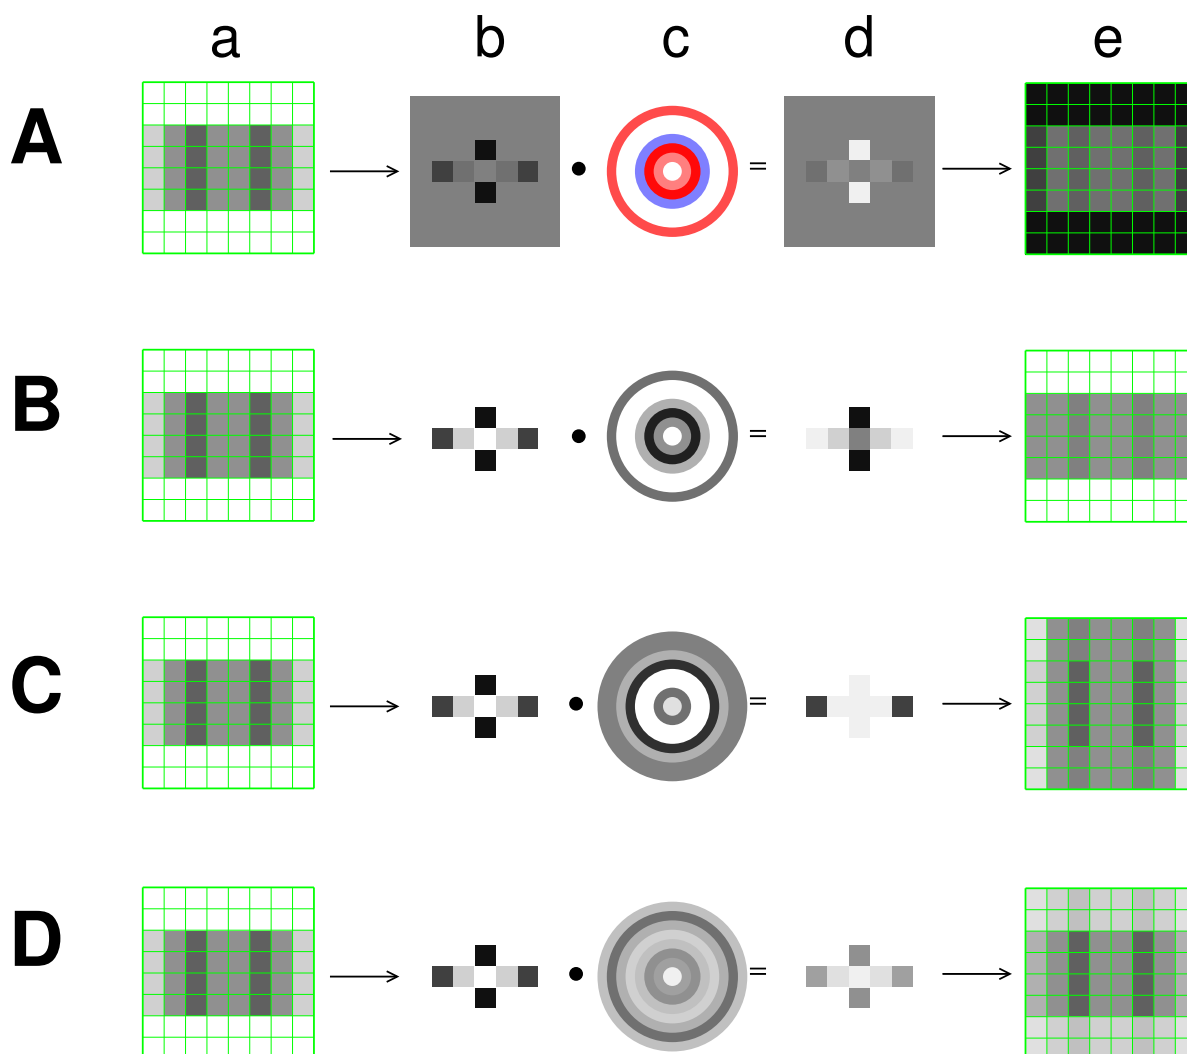 a b c d e
A • =
B • =
C • =
D • =